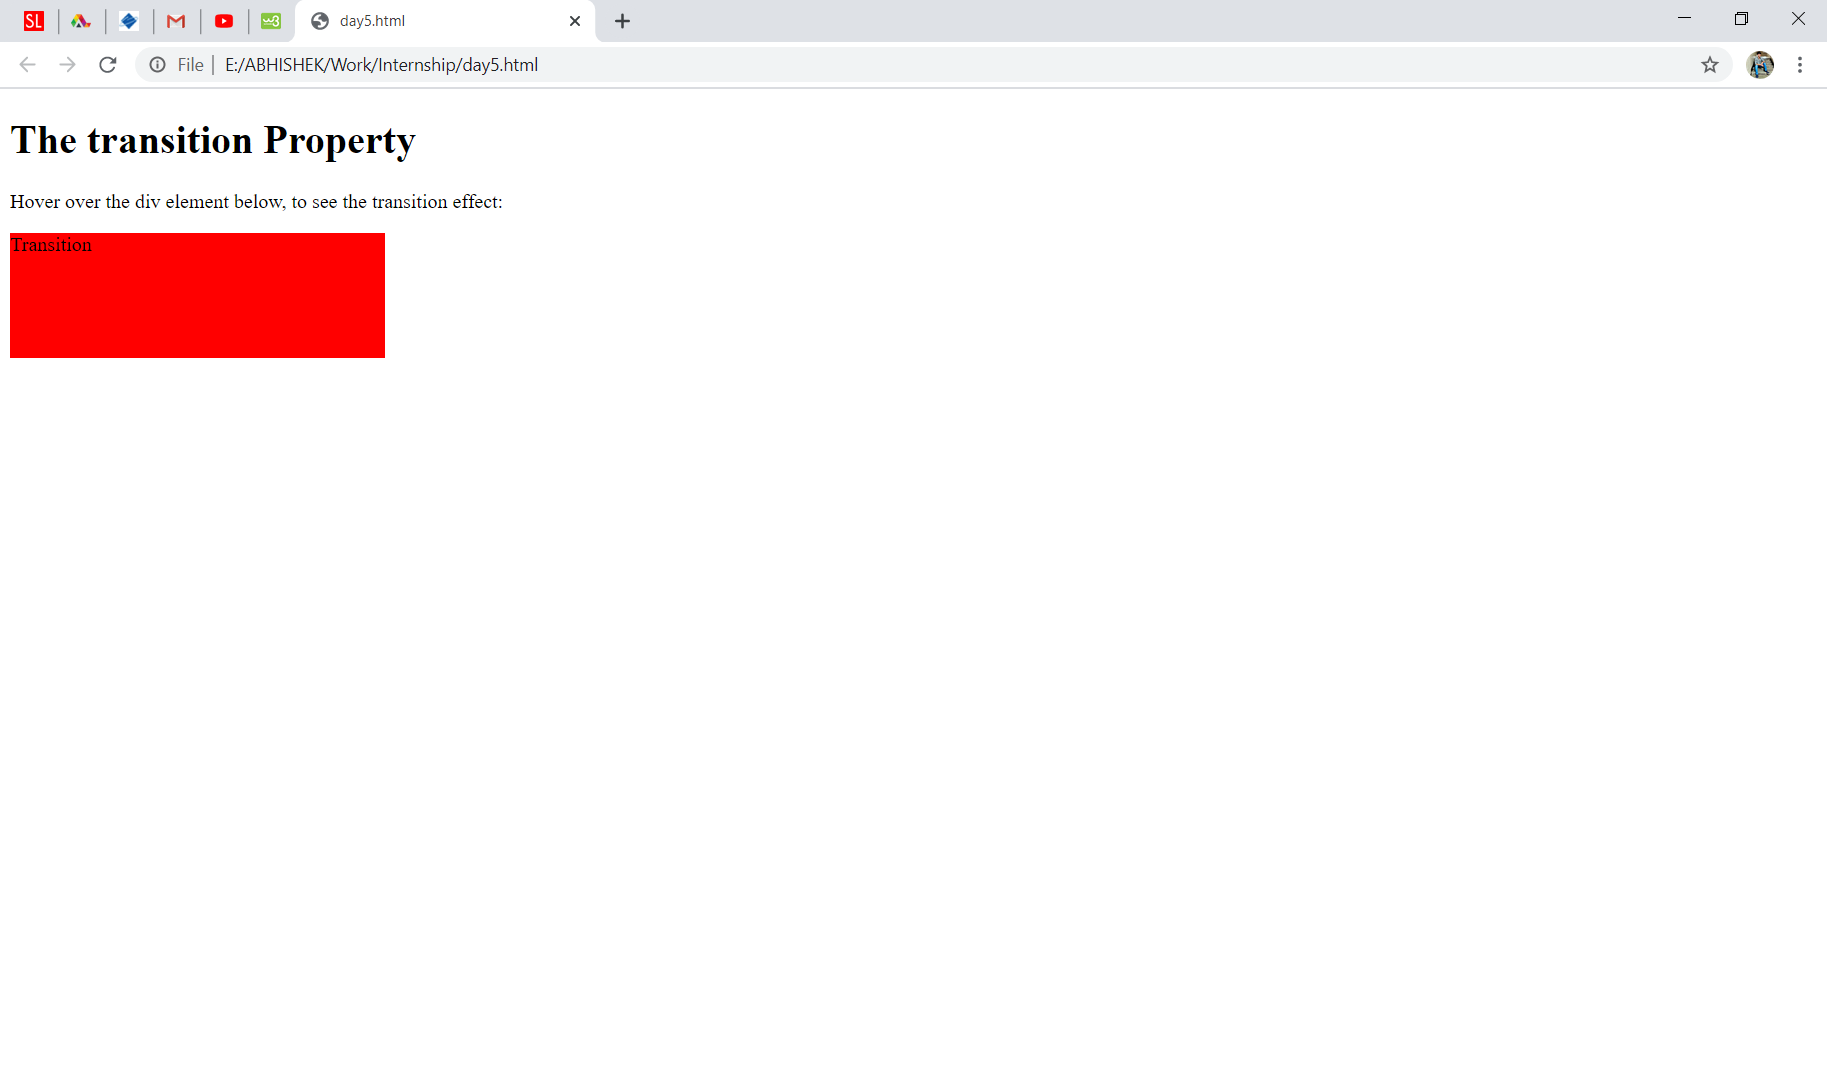 SL
w3
day5.html
File
E:/ABHISHEK/Work/Internship/day5.html
The transition Property
Hover over the div element below, to see the transition effect:
Transition